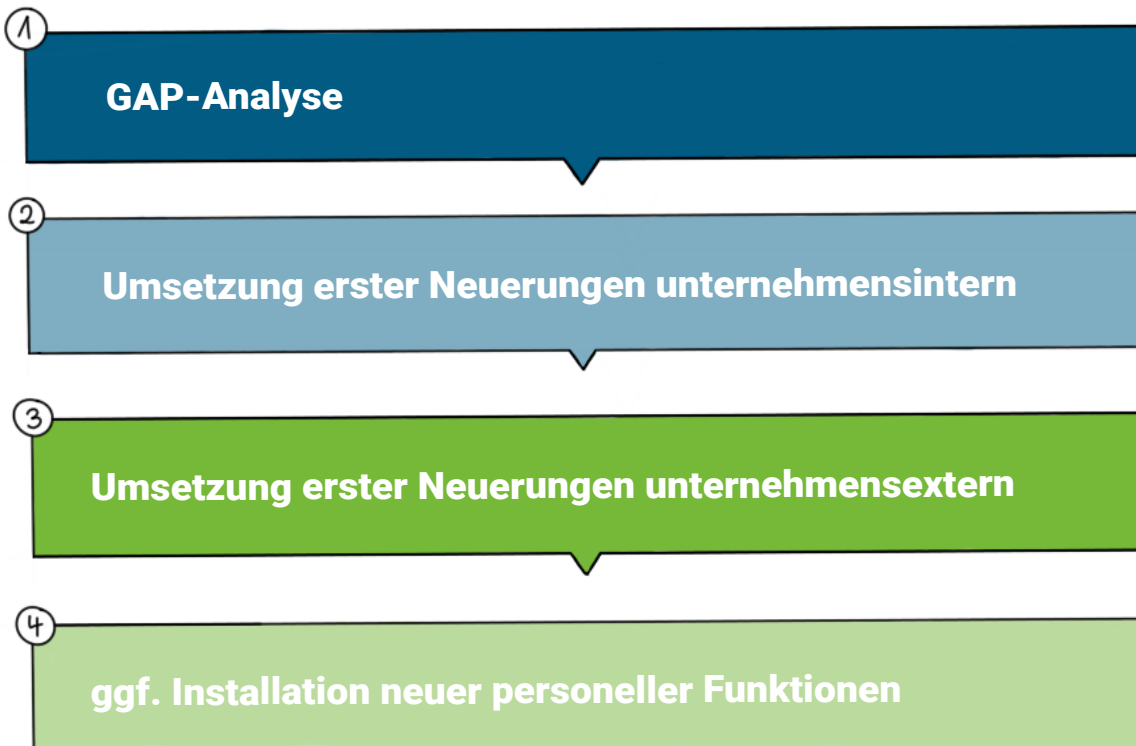 1
GAP-Analyse
2
Umsetzung erster Neuerungen unternehmensintern
3
Umsetzung erster Neuerungen unternehmensextern
4
ggf. Installation neuer personeller Funktionen